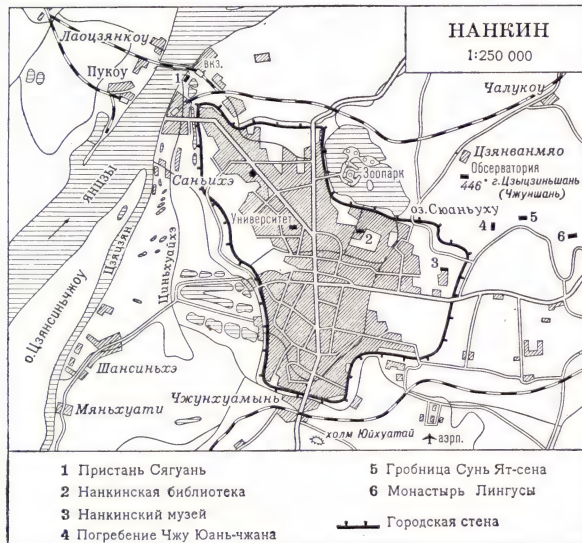 НАНКИН
1:250 000
Лаоцзянкоу
Пукоу
1
вкз.
Чалукоу
Цзянванмяо
Обсерватория
446 г. Цзыцзиньшань
(Чжуншань)
Зоопарк
оз. Сюаньуху
ЯНЦЗЫ
Саньихэ
Университет
2
3
4
5
6
Цзяцзян
Цаньхуайхэ
о. Цзянсиньчжоу
Шансиньхэ
Мяньхуати
Чжунхуамынь
холм Юйхуатай
аэрп.
1 Пристань Сягуань
2 Нанкинская библиотека
3 Нанкинский музей
4 Погребение Чжу Юань-чжана
5 Гробница Сунь Ят-сена
6 Монастырь Лингусы
Городская стена